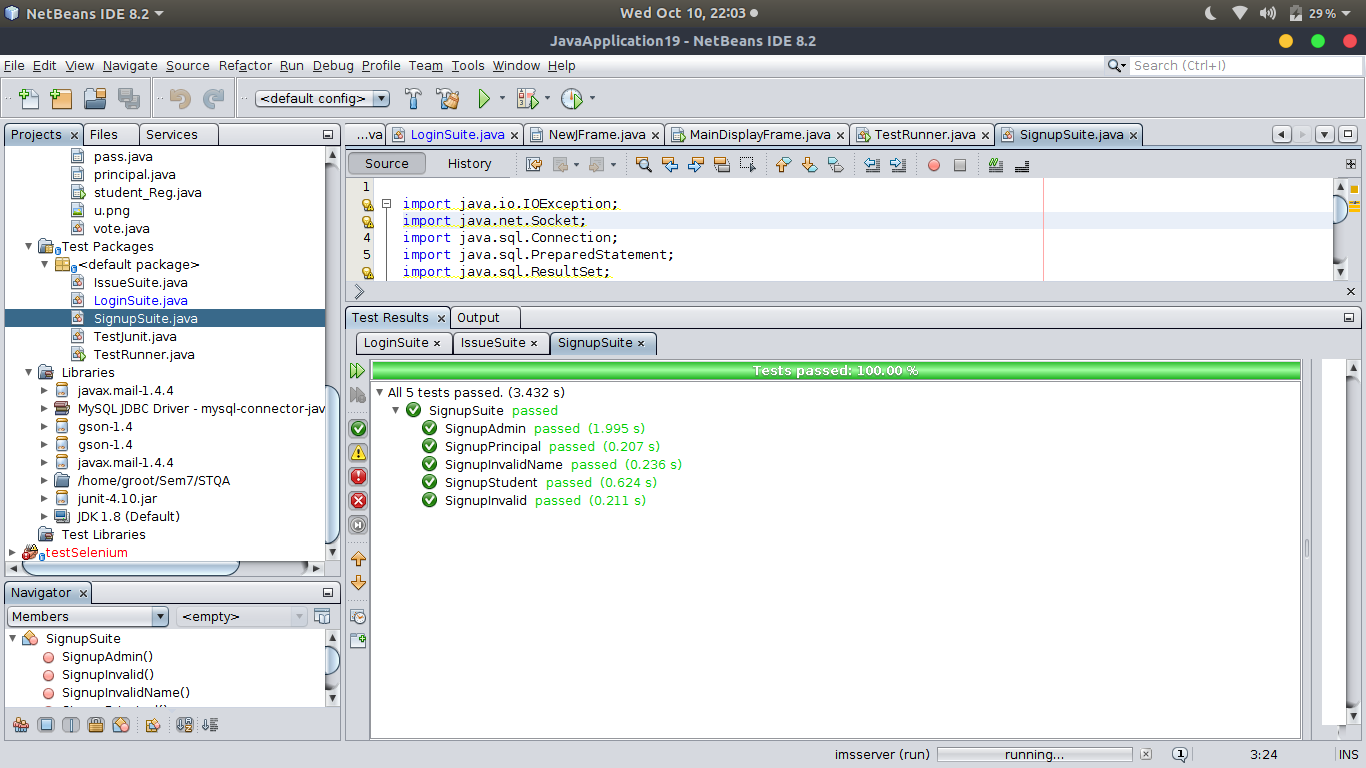 NetBeans IDE 8.2
Wed Oct 10, 22:03
29 %
JavaApplication19 - NetBeans IDE 8.2
File Edit View Navigate Source Refactor Run Debug Profile Team Tools Window Help
Search (Ctrl+I)
<default config>
Projects
Files
Services
pass.java
principal.java
student_Reg.java
u.png
vote.java
Test Packages
<default package>
IssueSuite.java
LoginSuite.java
SignupSuite.java
TestJunit.java
TestRunner.java
Libraries
javax.mail-1.4.4
MySQL JDBC Driver - mysql-connector-jav
gson-1.4
gson-1.4
javax.mail-1.4.4
/home/groot/Sem7/STQA
junit-4.10.jar
JDK 1.8 (Default)
Test Libraries
testSelenium
Navigator
Members
<empty>
SignupSuite
SignupAdmin()
SignupInvalid()
SignupInvalidName()
...va LoginSuite.java NewJFrame.java MainDisplayFrame.java TestRunner.java SignupSuite.java
Source History
1
import java.io.IOException;
import java.net.Socket;
4 import java.sql.Connection;
5 import java.sql.PreparedStatement;
import java.sql.ResultSet;
Test Results Output
LoginSuite IssueSuite SignupSuite
Tests passed: 100.00 %
All 5 tests passed. (3.432 s)
SignupSuite passed
SignupAdmin passed (1.995 s)
SignupPrincipal passed (0.207 s)
SignupInvalidName passed (0.236 s)
SignupStudent passed (0.624 s)
SignupInvalid passed (0.211 s)
imsserver (run) running... 1 3:24 INS